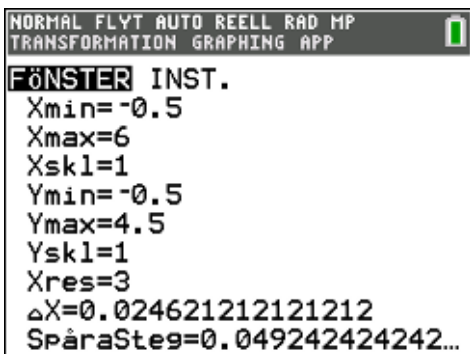 NORMAL FLYT AUTO REELL RAD MP
TRANSFORMATION GRAPHING APP
FÖNSTER INST.
Xmin=-0.5
Xmax=6
Xskl=1
Ymin=-0.5
Ymax=4.5
Yskl=1
Xres=3
△X=0.024621212121212
SpåraSteg=0.049242424242…